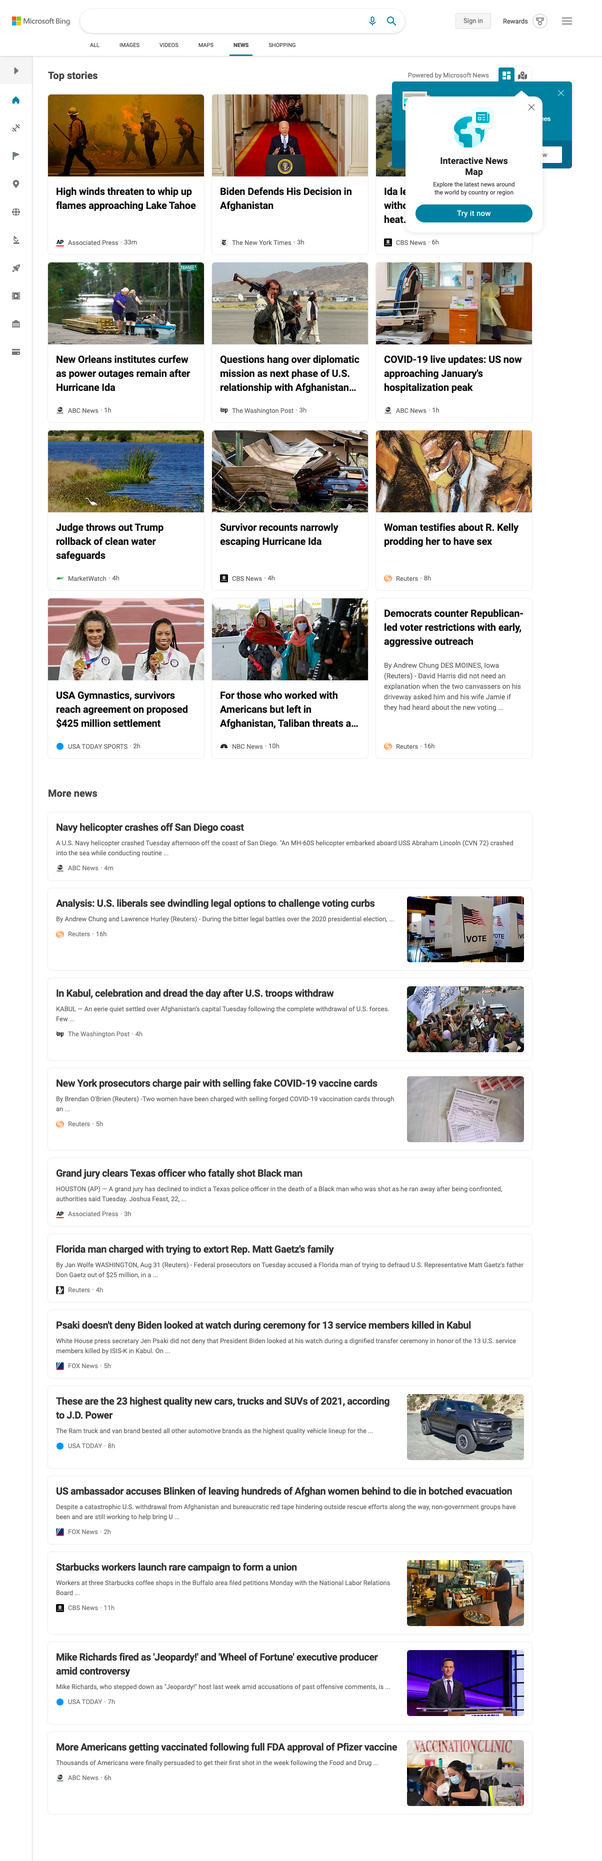 Microsoft Bing
Sign in
Rewards
ALL
IMAGES
VIDEOS
MAPS
NEWS
SHOPPING
Top stories
Powered by Microsoft News
Interactive News
Map
Explore the latest news around
the world by country or region
Try it now
High winds threaten to whip up
flames approaching Lake Tahoe
Associated Press · 33m
Biden Defends His Decision in
Afghanistan
The New York Times · 3h
Ida le
witho
heat.
CBS News · 6h
New Orleans institutes curfew
as power outages remain after
Hurricane Ida
ABC News · 1h
Questions hang over diplomatic
mission as next phase of U.S.
relationship with Afghanistan...
The Washington Post · 3h
COVID-19 live updates: US now
approaching January's
hospitalization peak
ABC News · 1h
Judge throws out Trump
rollback of clean water
safeguards
MarketWatch · 4h
Survivor recounts narrowly
escaping Hurricane Ida
CBS News · 4h
Woman testifies about R. Kelly
prodding her to have sex
Reuters · 8h
USA Gymnastics, survivors
reach agreement on proposed
$425 million settlement
USA TODAY SPORTS · 2h
For those who worked with
Americans but left in
Afghanistan, Taliban threats a...
NBC News · 10h
Democrats counter Republican-
led voter restrictions with early,
aggressive outreach
By Andrew Chung DES MOINES, Iowa
(Reuters) - David Harris did not need an
explanation when the two canvassers on his
driveway asked him and his wife Jamie if
they had heard about the new voting ...
Reuters · 16h
More news
Navy helicopter crashes off San Diego coast
A U.S. Navy helicopter crashed Tuesday afternoon off the coast of San Diego. "An MH-60S helicopter embarked aboard USS Abraham Lincoln (CVN 72) crashed
into the sea while conducting routine ...
ABC News · 4m
Analysis: U.S. liberals see dwindling legal options to challenge voting curbs
By Andrew Chung and Lawrence Hurley (Reuters) - During the bitter legal battles over the 2020 presidential election, ...
Reuters · 16h
VOTE
VOTE
In Kabul, celebration and dread the day after U.S. troops withdraw
KABUL — An eerie quiet settled over Afghanistan's capital Tuesday following the complete withdrawal of U.S. forces.
Few ...
The Washington Post · 4h
New York prosecutors charge pair with selling fake COVID-19 vaccine cards
By Brendan O'Brien (Reuters) -Two women have been charged with selling forged COVID-19 vaccination cards through
an ...
Reuters · 5h
Grand jury clears Texas officer who fatally shot Black man
HOUSTON (AP) — A grand jury has declined to indict a Texas police officer in the death of a Black man who was shot as he ran away after being confronted,
authorities said Tuesday. Joshua Feast, 22, ...
AP Associated Press · 3h
Florida man charged with trying to extort Rep. Matt Gaetz's family
By Jan Wolfe WASHINGTON, Aug 31 (Reuters) - Federal prosecutors on Tuesday accused a Florida man of trying to defraud U.S. Representative Matt Gaetz's father
Don Gaetz out of $25 million, in a ...
Reuters · 4h
Psaki doesn't deny Biden looked at watch during ceremony for 13 service members killed in Kabul
White House press secretary Jen Psaki did not deny that President Biden looked at his watch during a dignified transfer ceremony in honor of the 13 U.S. service
members killed by ISIS-K in Kabul. On ...
FOX News · 5h
These are the 23 highest quality new cars, trucks and SUVs of 2021, according
to J.D. Power
The Ram truck and van brand bested all other automotive brands as the highest quality vehicle lineup for the ...
USA TODAY · 8h
US ambassador accuses Blinken of leaving hundreds of Afghan women behind to die in botched evacuation
Despite a catastrophic U.S. withdrawal from Afghanistan and bureaucratic red tape hindering outside rescue efforts along the way, non-government groups have
been and are still working to help bring U ...
FOX News · 2h
Starbucks workers launch rare campaign to form a union
Workers at three Starbucks coffee shops in the Buffalo area filed petitions Monday with the National Labor Relations
Board ...
CBS News · 11h
Mike Richards fired as 'Jeopardy!' and 'Wheel of Fortune' executive producer
amid controversy
Mike Richards, who stepped down as "Jeopardy!" host last week amid accusations of past offensive comments, is ...
USA TODAY · 7h
More Americans getting vaccinated following full FDA approval of Pfizer vaccine
Thousands of Americans were finally persuaded to get their first shot in the week following the Food and Drug ...
ABC News · 6h
VACCINATION CLINIC